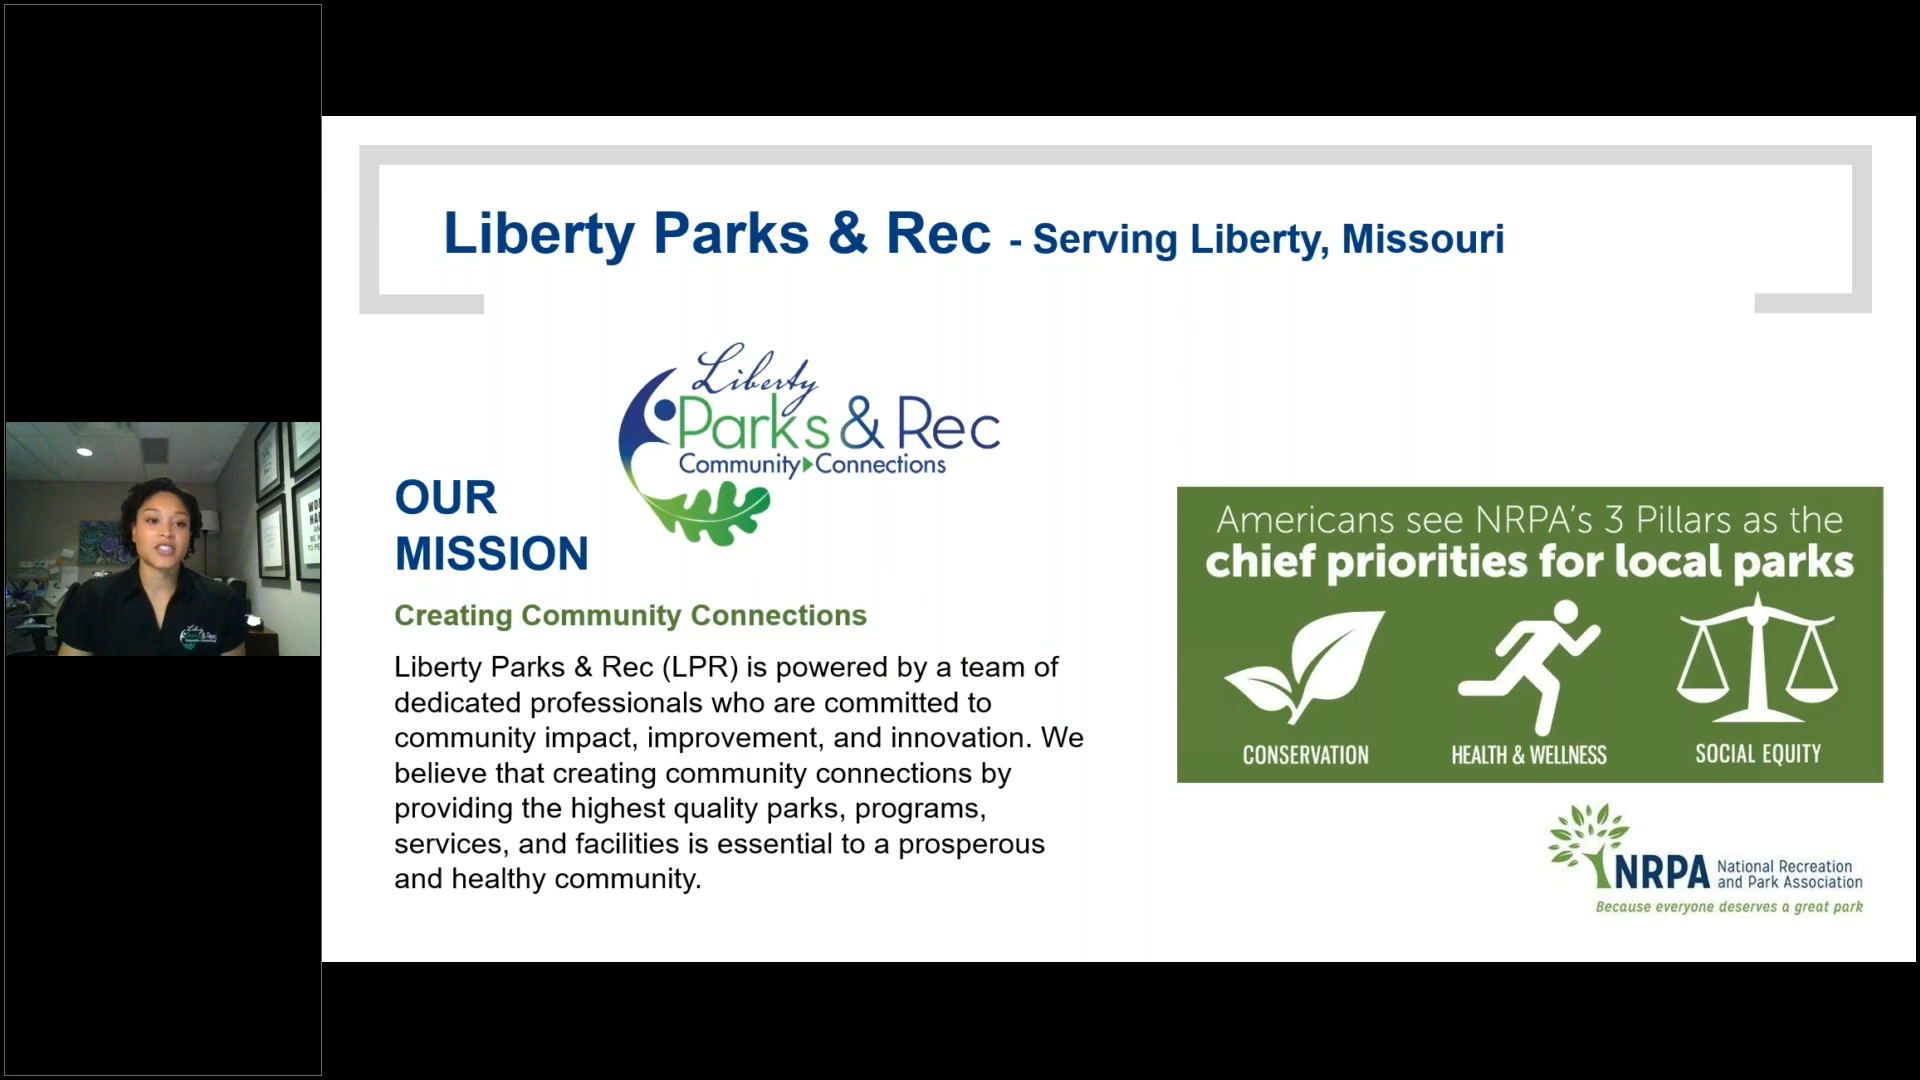 Liberty Parks & Rec - Serving Liberty, Missouri
Liberty
Parks & Rec
Community Connections
OUR
MISSION
Creating Community Connections
Liberty Parks & Rec (LPR) is powered by a team of
dedicated professionals who are committed to
community impact, improvement, and innovation. We
believe that creating community connections by
providing the highest quality parks, programs,
services, and facilities is essential to a prosperous
and healthy community.
Americans see NRPA's 3 Pillars as the
chief priorities for local parks
CONSERVATION
HEALTH & WELLNESS
SOCIAL EQUITY
NRPA National Recreation
and Park Association
Because everyone deserves a great park
Liberty
Parks & Rec